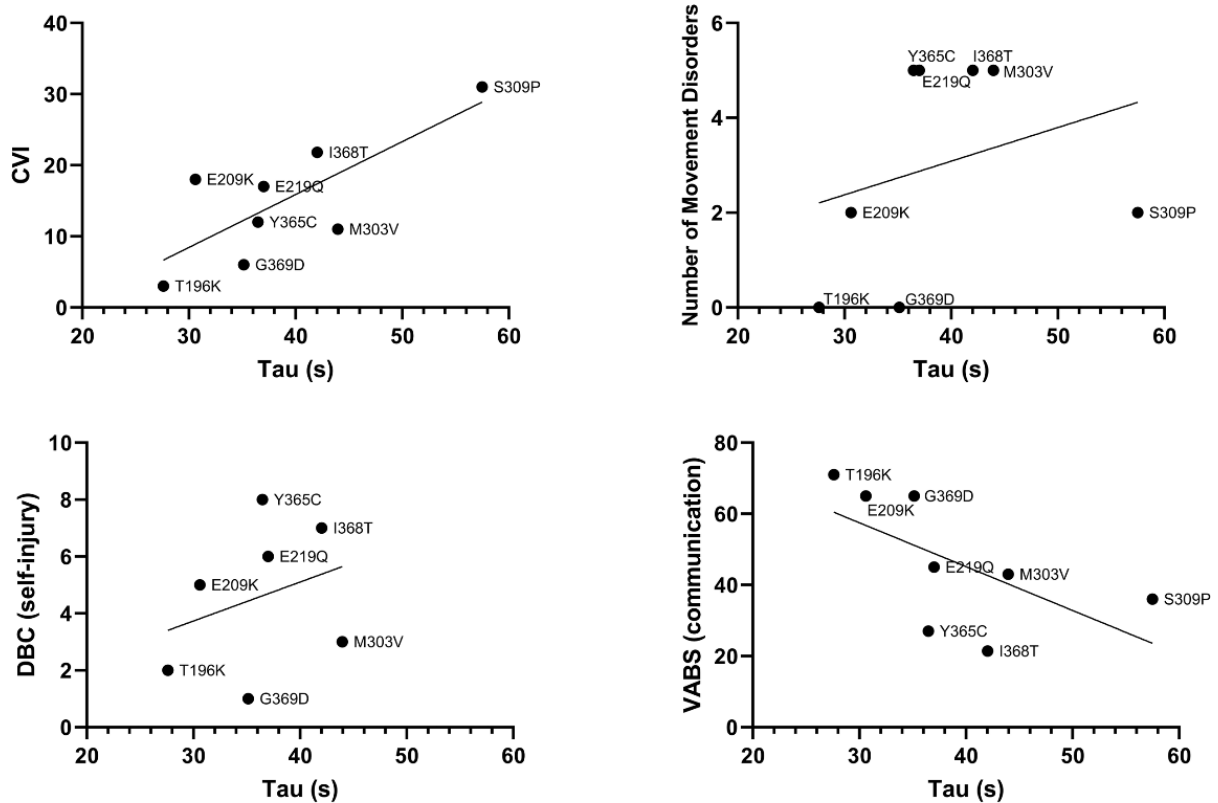 40
30
20
10
0
CVI
S309P
I368T
E209K
E219Q
Y365C
M303V
G369D
T196K
20 30 40 50 60
Tau (s)
6
4
2
0
Number of Movement Disorders
Y365C
I368T
E219Q
M303V
E209K
S309P
T196K
G369D
20 30 40 50 60
Tau (s)
10
8
6
4
2
0
DBC (self-injury)
Y365C
I368T
E219Q
E209K
M303V
T196K
G369D
20 30 40 50 60
Tau (s)
80
60
40
20
0
VABS (communication)
T196K
G369D
E209K
E219Q
M303V
S309P
Y365C
I368T
20 30 40 50 60
Tau (s)